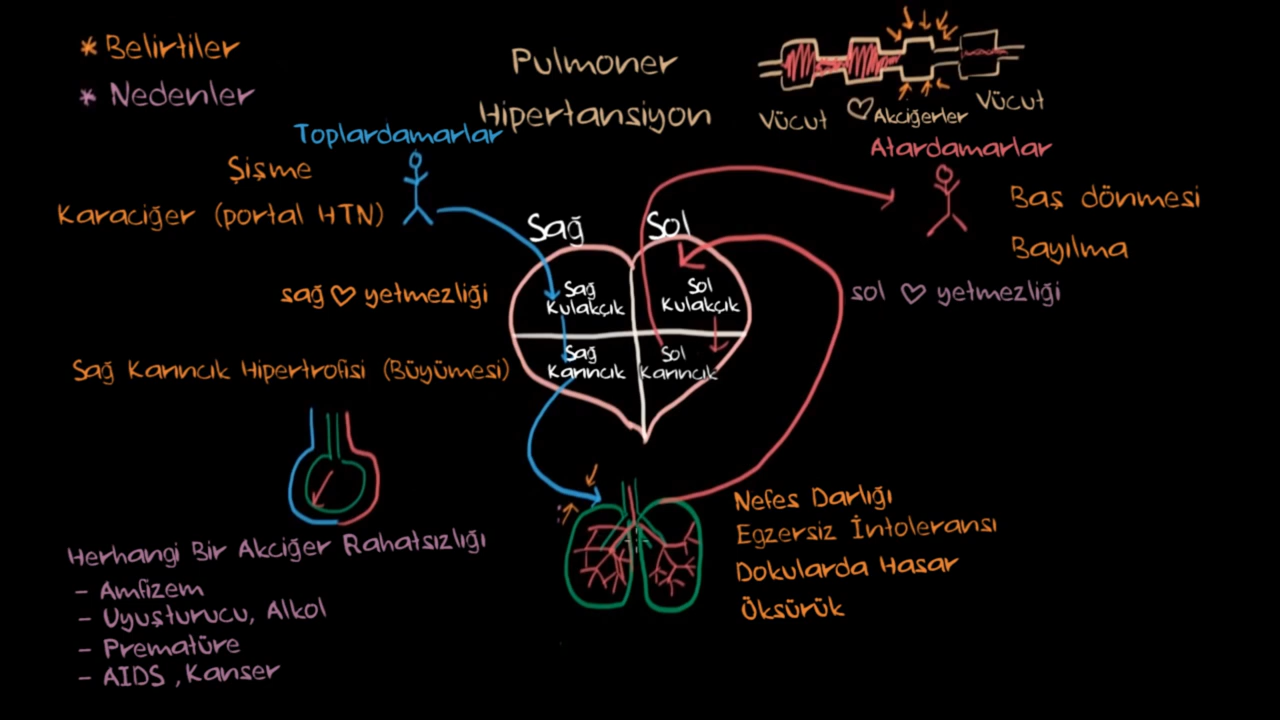 * Belirtiler
* Nedenler
Pulmoner
Hipertansiyon
Vücut
♡ Akciğerler
Vücut
Toplardamarlar
Atardamarlar
Şişme
Karaciğer (portal HTN)
Baş dönmesi
Bayılma
Sağ
Sol
sağ ♡ yetmezliği
Sağ
Kulakçık
Sol
Kulakçık
sol ♡ yetmezliği
Sağ Karıncık Hipertrofisi (Büyümesi)
Sağ
Karıncık
Sol
Karıncık
Herhangi Bir Akciğer Rahatsızlığı
- Amfizem
- Uyuşturucu, Alkol
- Prematüre
- AIDS, Kanser
Nefes Darlığı
Egzersiz İntoleransı
Dokularda Hasar
Öksürük